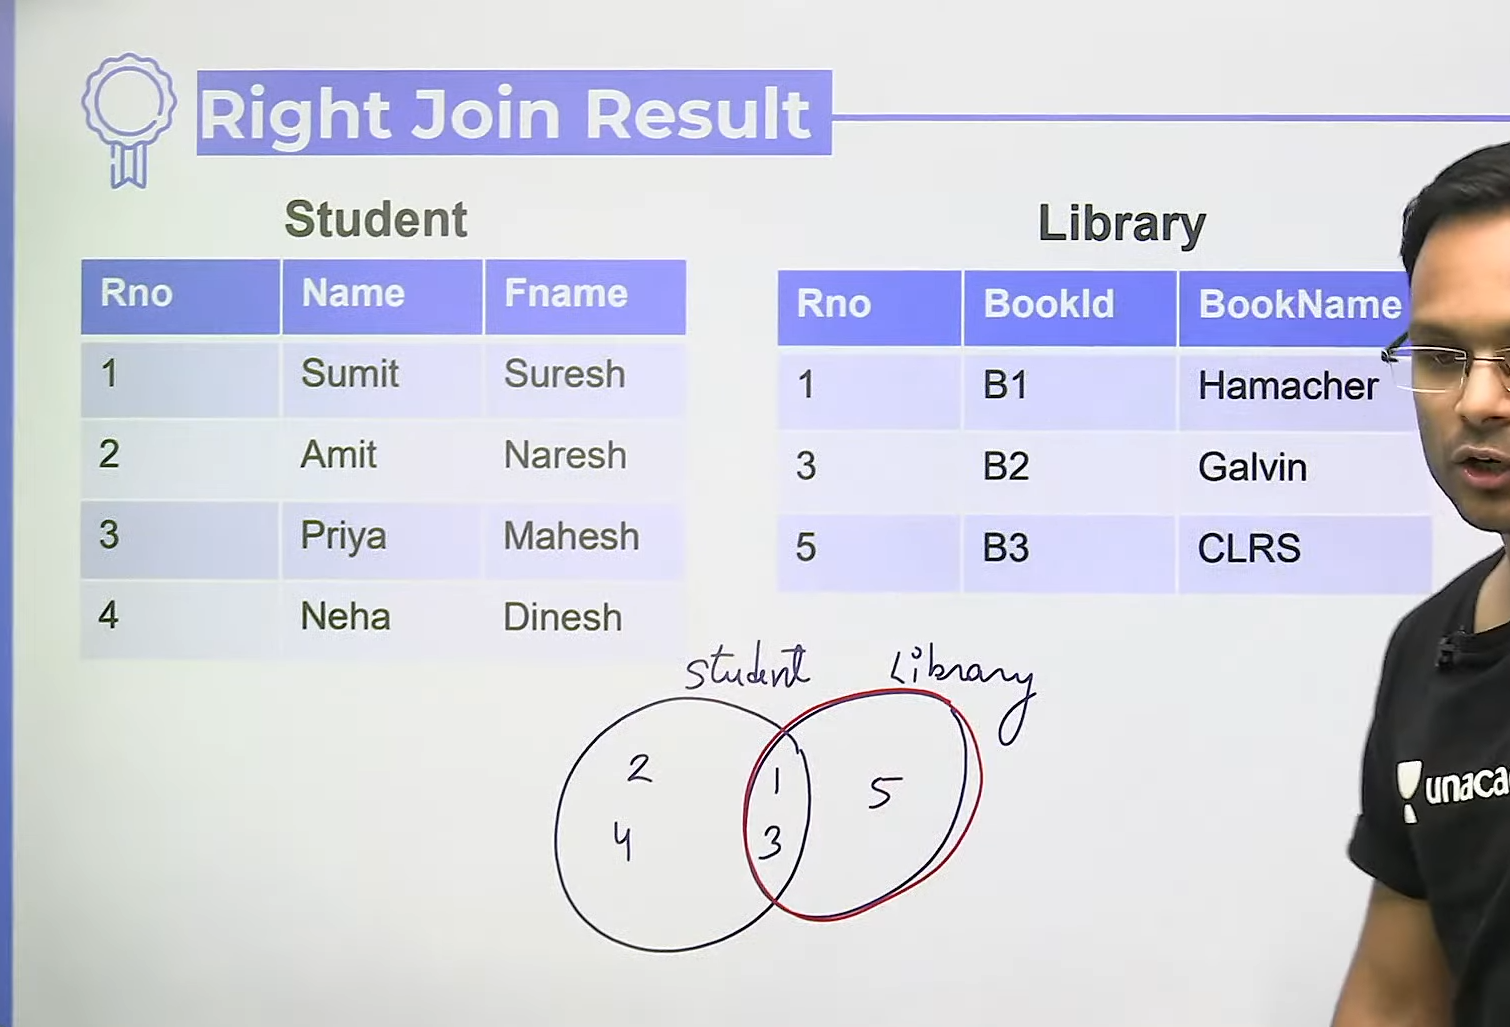 Right Join Result
Student
Rno Name Fname
1 Sumit Suresh
2 Amit Naresh
3 Priya Mahesh
4 Neha Dinesh
Library
Rno BookId BookName
1 B1 Hamacher
3 B2 Galvin
5 B3 CLRS
Student Library
2 1 5
4 3
unaca